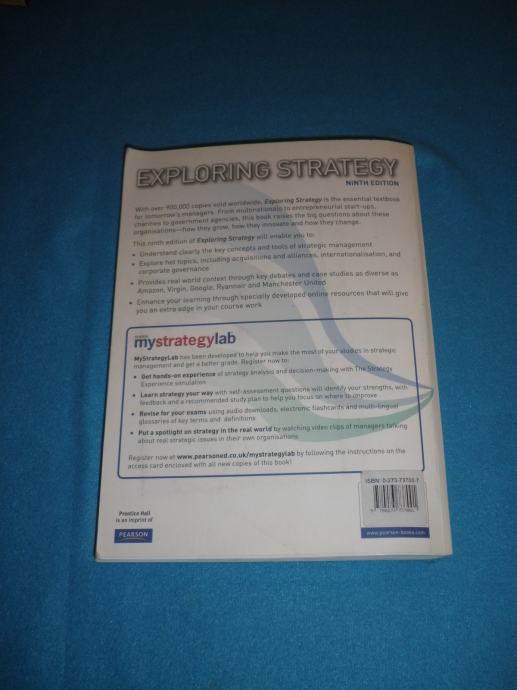 EXPLORING STRATEGY
NINTH EDITION
With over 900,000 copies sold worldwide, Exploring Strategy is the essential textbook
for tomorrow's managers. From multinationals to entrepreneurial start-ups,
charities to government agencies, this book raises the big questions about these
organisations—how they grow, how they innovate and how they change.
This ninth edition of Exploring Strategy will enable you to:
• Understand clearly the key concepts and tools of strategic management
• Explore hot topics, including acquisitions and alliances, internationalisation, and
corporate governance
• Provides real world context through key debates and case studies as diverse as
Amazon, Virgin, Google, Ryannair and Manchester United
• Enhance your learning through specially developed online resources that will give
you an extra edge in your course work
mystrategylab
MyStrategyLab has been developed to help you make the most of your studies in strategic
management and get a better grade. Register now to:
• Get hands-on experience of strategy analysis and decision-making with The Strategy
Experience simulation
• Learn strategy your way with self-assessment questions will identify your strengths, with
feedback and a recommended study plan to help you focus on where to improve
• Revise for your exams using audio downloads, electronic flashcards and multi-lingual
glossaries of key terms and definitions
• Put a spotlight on strategy in the real world by watching video clips of managers talking
about real strategic issues in their own organisations
Register now at www.pearsoned.co.uk/mystrategylab by following the instructions on the
access card enclosed with all new copies of this book!
Prentice Hall
is an imprint of
PEARSON
www.pearson-books.com